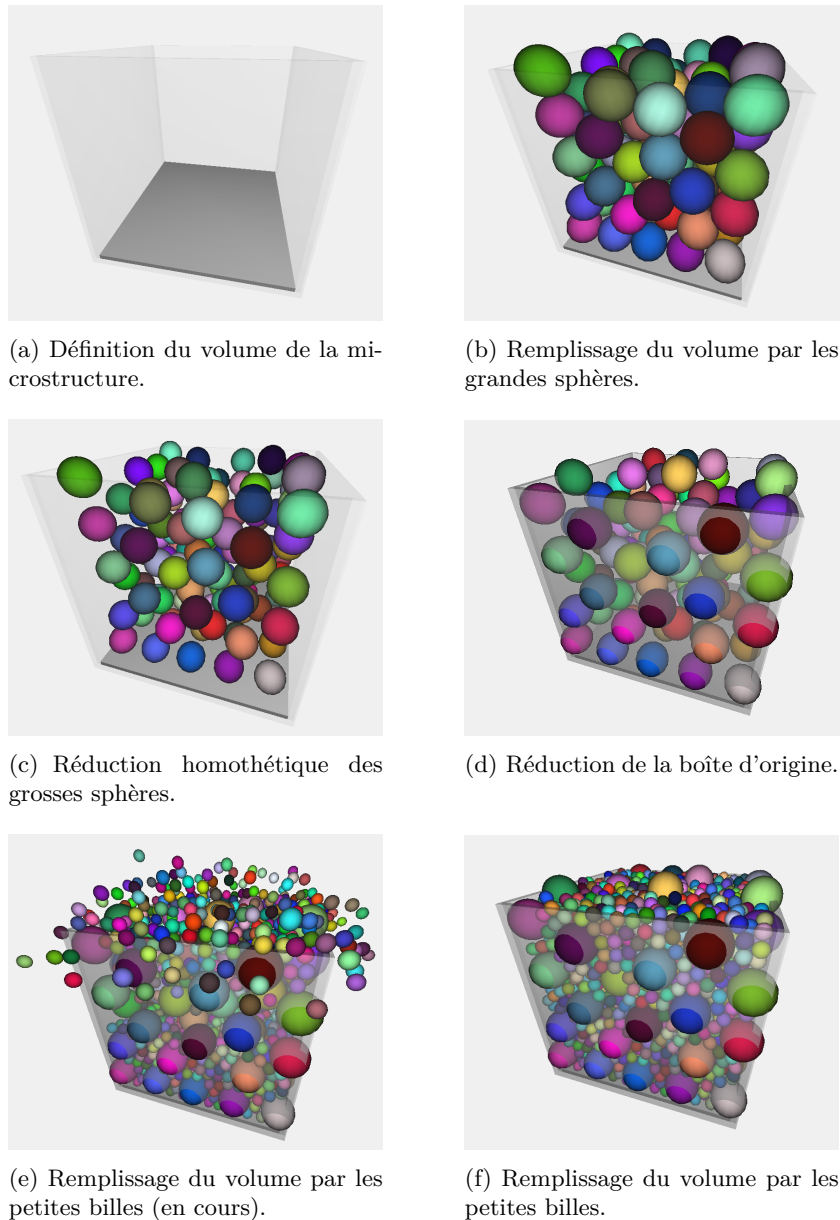 (a) Définition du volume de la mi-
crostructure.
(b) Remplissage du volume par les
grandes sphères.
(c) Réduction homothétique des
grosses sphères.
(d) Réduction de la boîte d'origine.
(e) Remplissage du volume par les
petites billes (en cours).
(f) Remplissage du volume par les
petites billes.